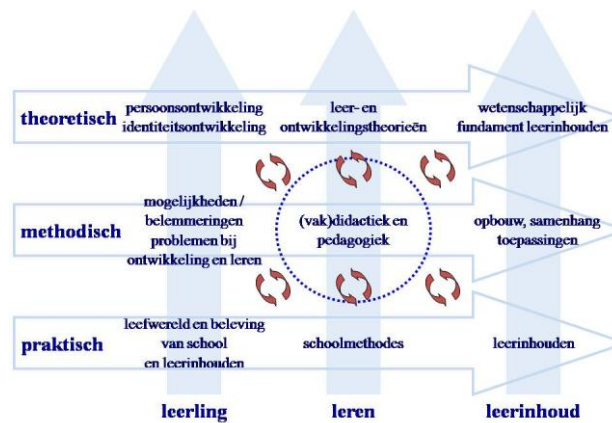 theoretisch
persoonsontwikkeling
identiteitsontwikkeling
leer- en
ontwikkelingstheorieën
wetenschappelijk
fundament leerinhouden
methodisch
mogelijkheden /
belemmeringen
problemen bij
ontwikkeling en leren
(vak)didactiek en
pedagogiek
opbouw, samenhang
toepassingen
praktisch
leefwereld en beleving
van school
en leerinhouden
schoolmethodes
leerinhouden
leerling
leren
leerinhoud